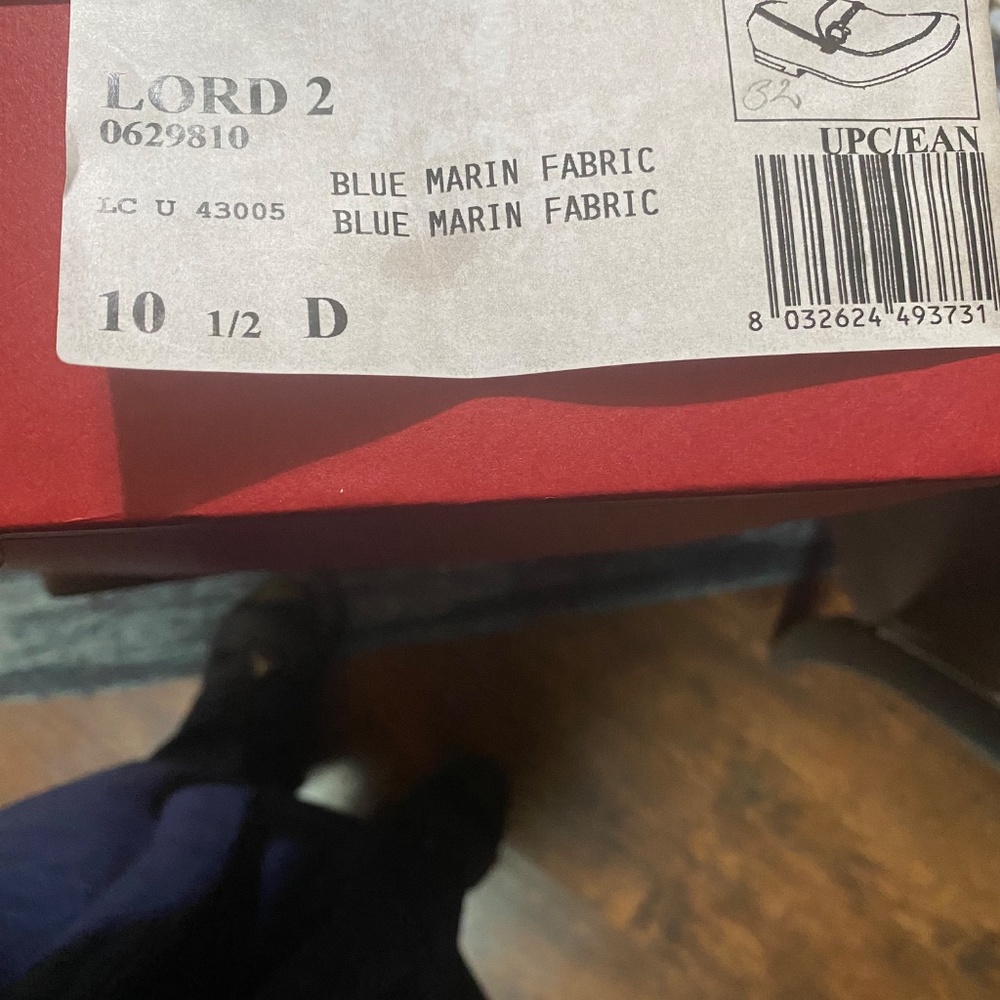 LORD 2
0629810
BLUE MARIN FABRIC
LC U 43005
BLUE MARIN FABRIC
10 1/2 D
82
UPC/EAN
8 032624 493731